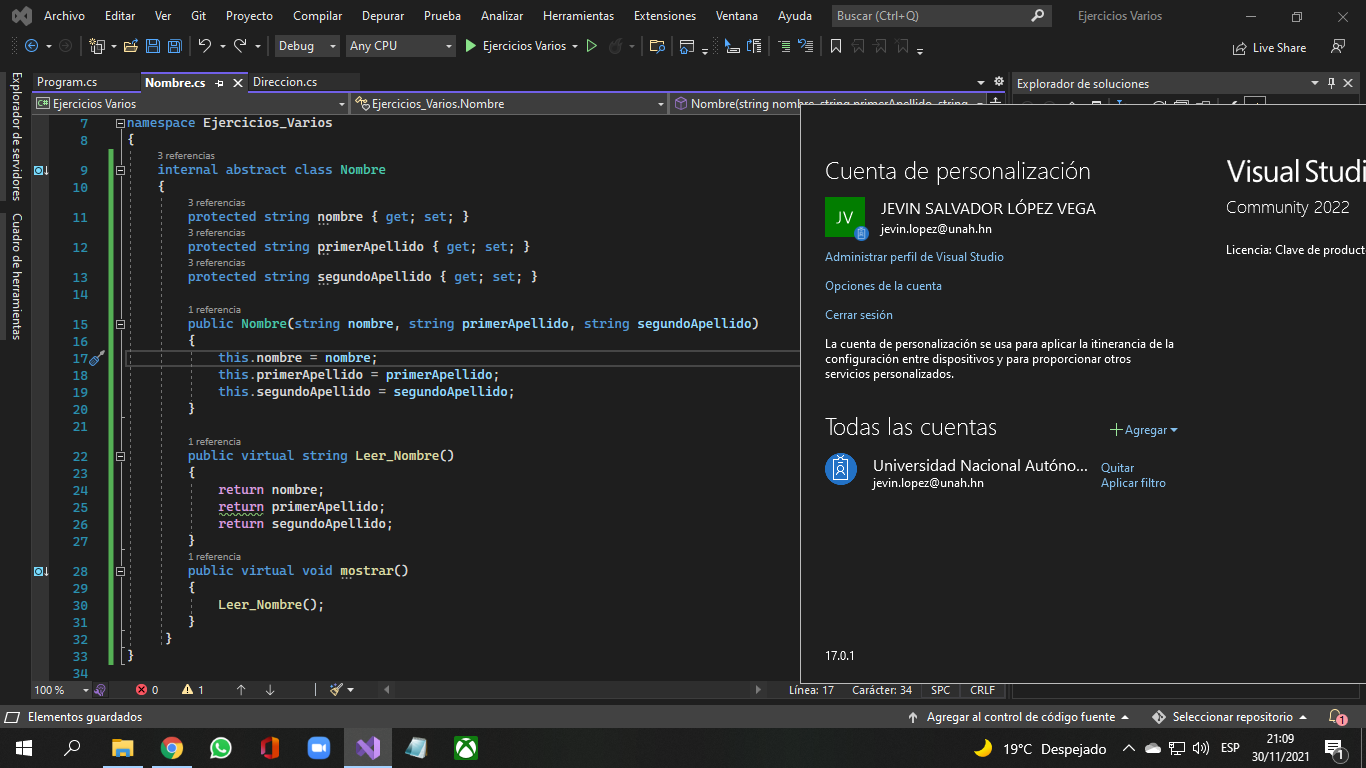 Archivo Editar Ver Git Proyecto Compilar Depurar Prueba Analizar Herramientas Extensiones Ventana Ayuda Buscar (Ctrl+Q) Ejercicios Varios
Debug Any CPU Ejercicios Varios Live Share
Program.cs Nombre.cs Direccion.cs Explorador de soluciones
Ejercicios Varios Ejercicios_Varios.Nombre Nombre(string nombre, string primerApellido, string
Explorador de servidores
Cuadro de herramientas
7 namespace Ejercicios_Varios
8 {
3 referencias
9 internal abstract class Nombre
10 {
3 referencias
11 protected string nombre { get; set; }
3 referencias
12 protected string primerApellido { get; set; }
3 referencias
13 protected string segundoApellido { get; set; }
14
1 referencia
15 public Nombre(string nombre, string primerApellido, string segundoApellido)
16 {
17 this.nombre = nombre;
18 this.primerApellido = primerApellido;
19 this.segundoApellido = segundoApellido;
20 }
21
1 referencia
22 public virtual string Leer_Nombre()
23 {
24 return nombre;
25 return primerApellido;
26 return segundoApellido;
27 }
1 referencia
28 public virtual void mostrar()
29 {
30 Leer_Nombre();
31 }
32 }
33 }
34
Cuenta de personalización
JV
JEVIN SALVADOR LÓPEZ VEGA
jevin.lopez@unah.hn
Administrar perfil de Visual Studio
Opciones de la cuenta
Cerrar sesión
La cuenta de personalización se usa para aplicar la itinerancia de la
configuración entre dispositivos y para proporcionar otros
servicios personalizados.
Todas las cuentas
Agregar
Universidad Nacional Autóno...
jevin.lopez@unah.hn
Quitar
Aplicar filtro
17.0.1
Visual Studi
Community 2022
Licencia: Clave de product
100 % 0 1 Línea: 17 Carácter: 34 SPC CRLF
Elementos guardados Agregar al control de código fuente Seleccionar repositorio 1
19°C Despejado ESP 21:09
30/11/2021
1